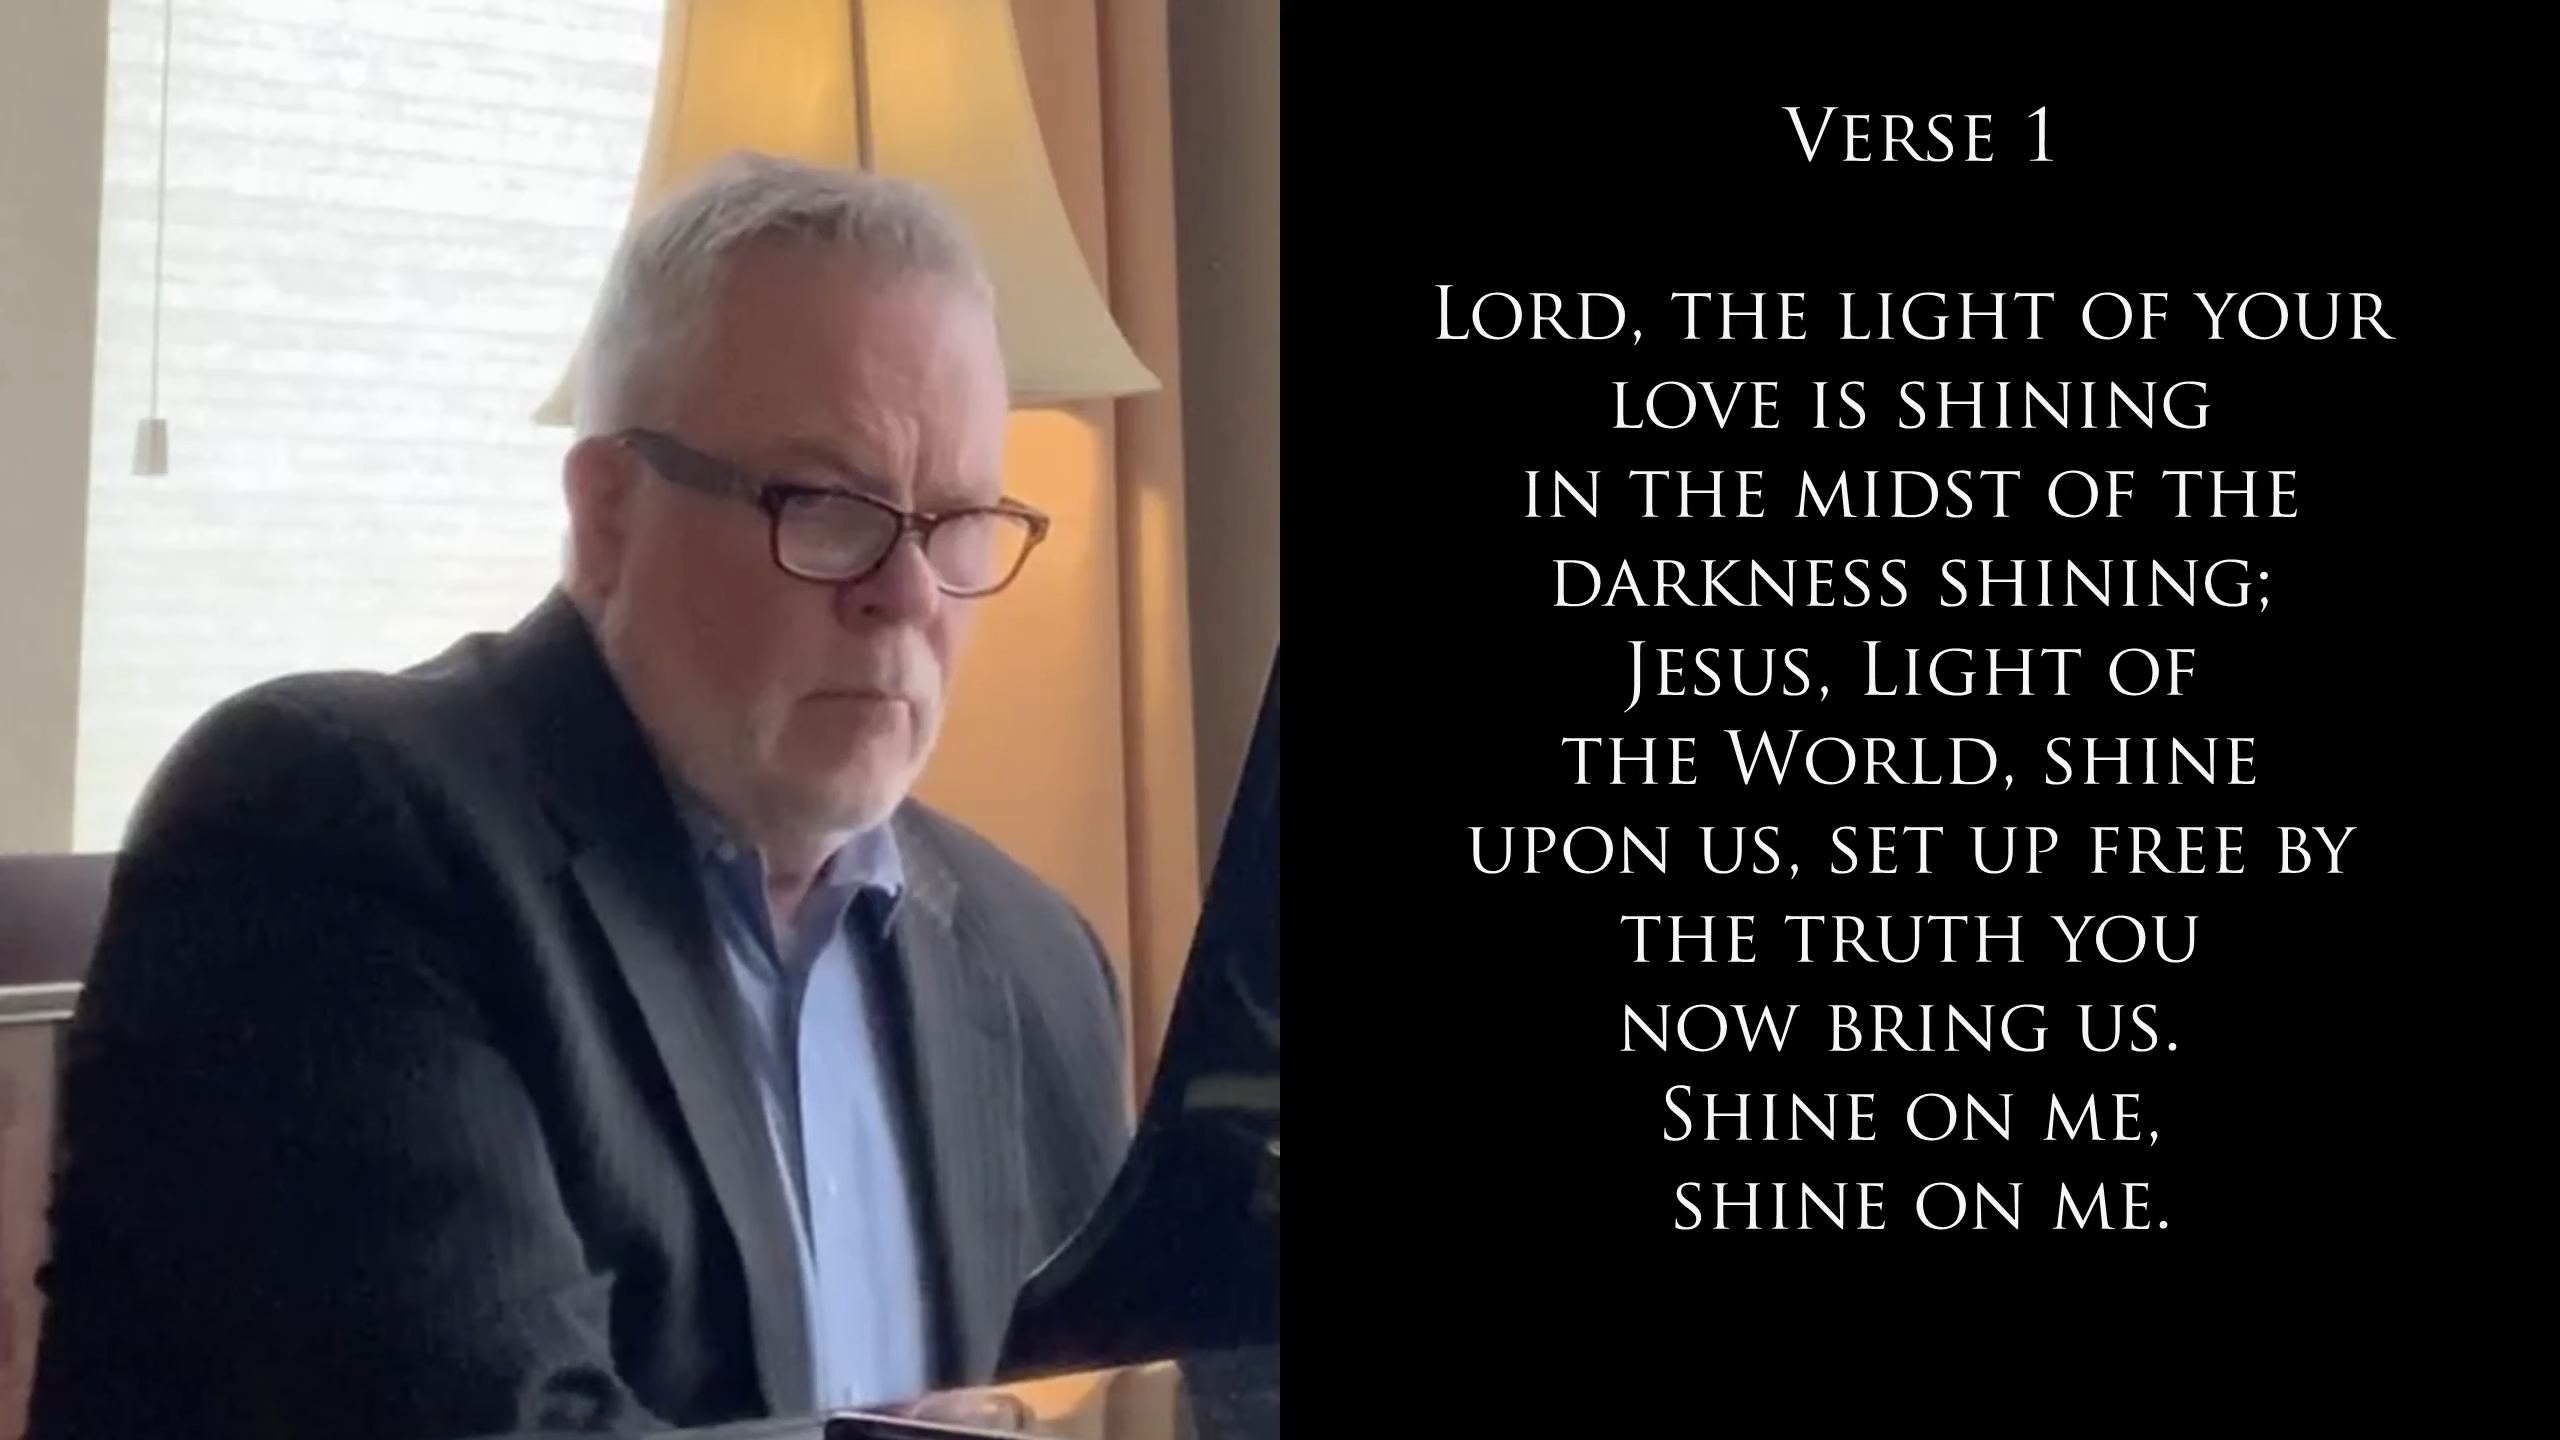 Verse 1
Lord, the light of your
love is shining
in the midst of the
darkness shining;
Jesus, Light of
the World, shine
upon us, set up free by
the truth you
now bring us.
Shine on me,
shine on me.